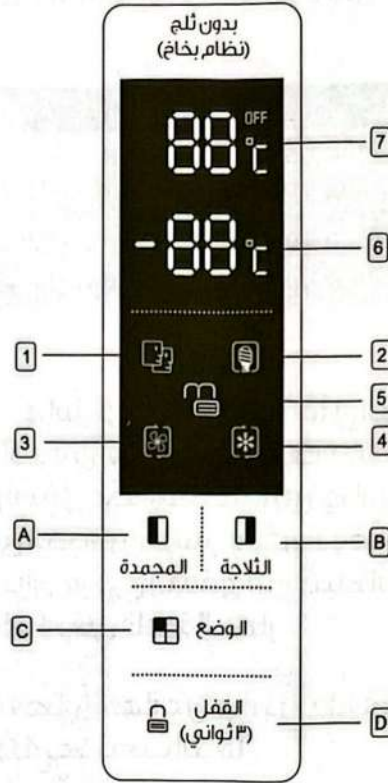 بدون ثلج
(نظام بخاخ)
88 °C OFF
7
-88 °C
6
1
2
5
3
4
A
المجمدة
الثلاجة
B
C
الوضع
القفل
(٣ ثواني)
D